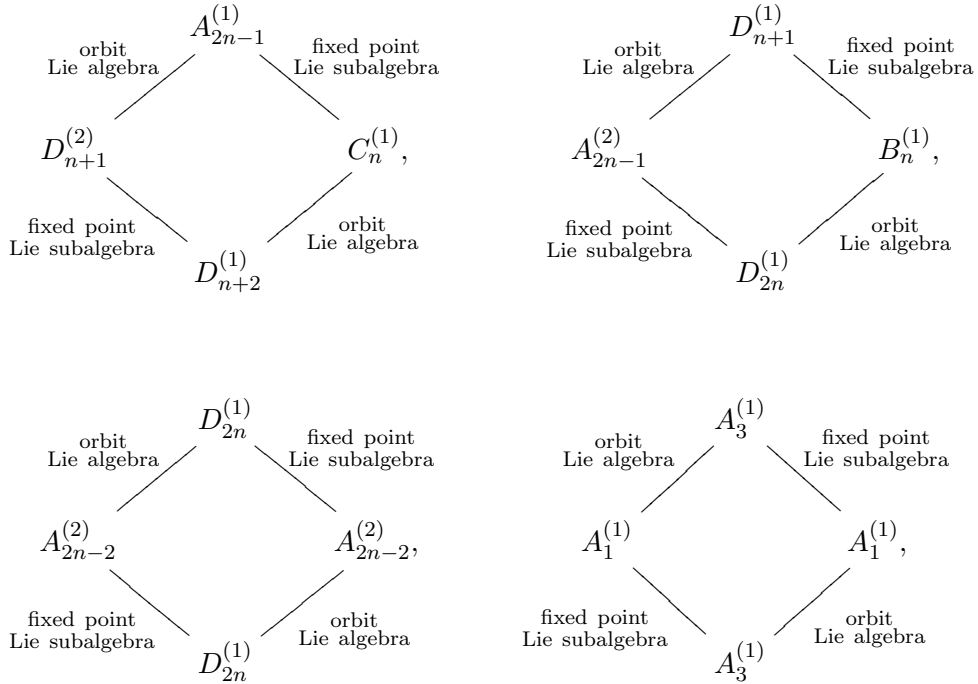 $A_{2n-1}^{(1)}$
orbit
Lie algebra
fixed point
Lie subalgebra
$D_{n+1}^{(2)}$
$C_n^{(1)},$
fixed point
Lie subalgebra
orbit
Lie algebra
$D_{n+2}^{(1)}$
$D_{n+1}^{(1)}$
orbit
Lie algebra
fixed point
Lie subalgebra
$A_{2n-1}^{(2)}$
$B_n^{(1)},$
fixed point
Lie subalgebra
orbit
Lie algebra
$D_{2n}^{(1)}$
$D_{2n}^{(1)}$
orbit
Lie algebra
fixed point
Lie subalgebra
$A_{2n-2}^{(2)}$
$A_{2n-2}^{(2)},$
fixed point
Lie subalgebra
orbit
Lie algebra
$D_{2n}^{(1)}$
$A_3^{(1)}$
orbit
Lie algebra
fixed point
Lie subalgebra
$A_1^{(1)}$
$A_1^{(1)},$
fixed point
Lie subalgebra
orbit
Lie algebra
$A_3^{(1)}$